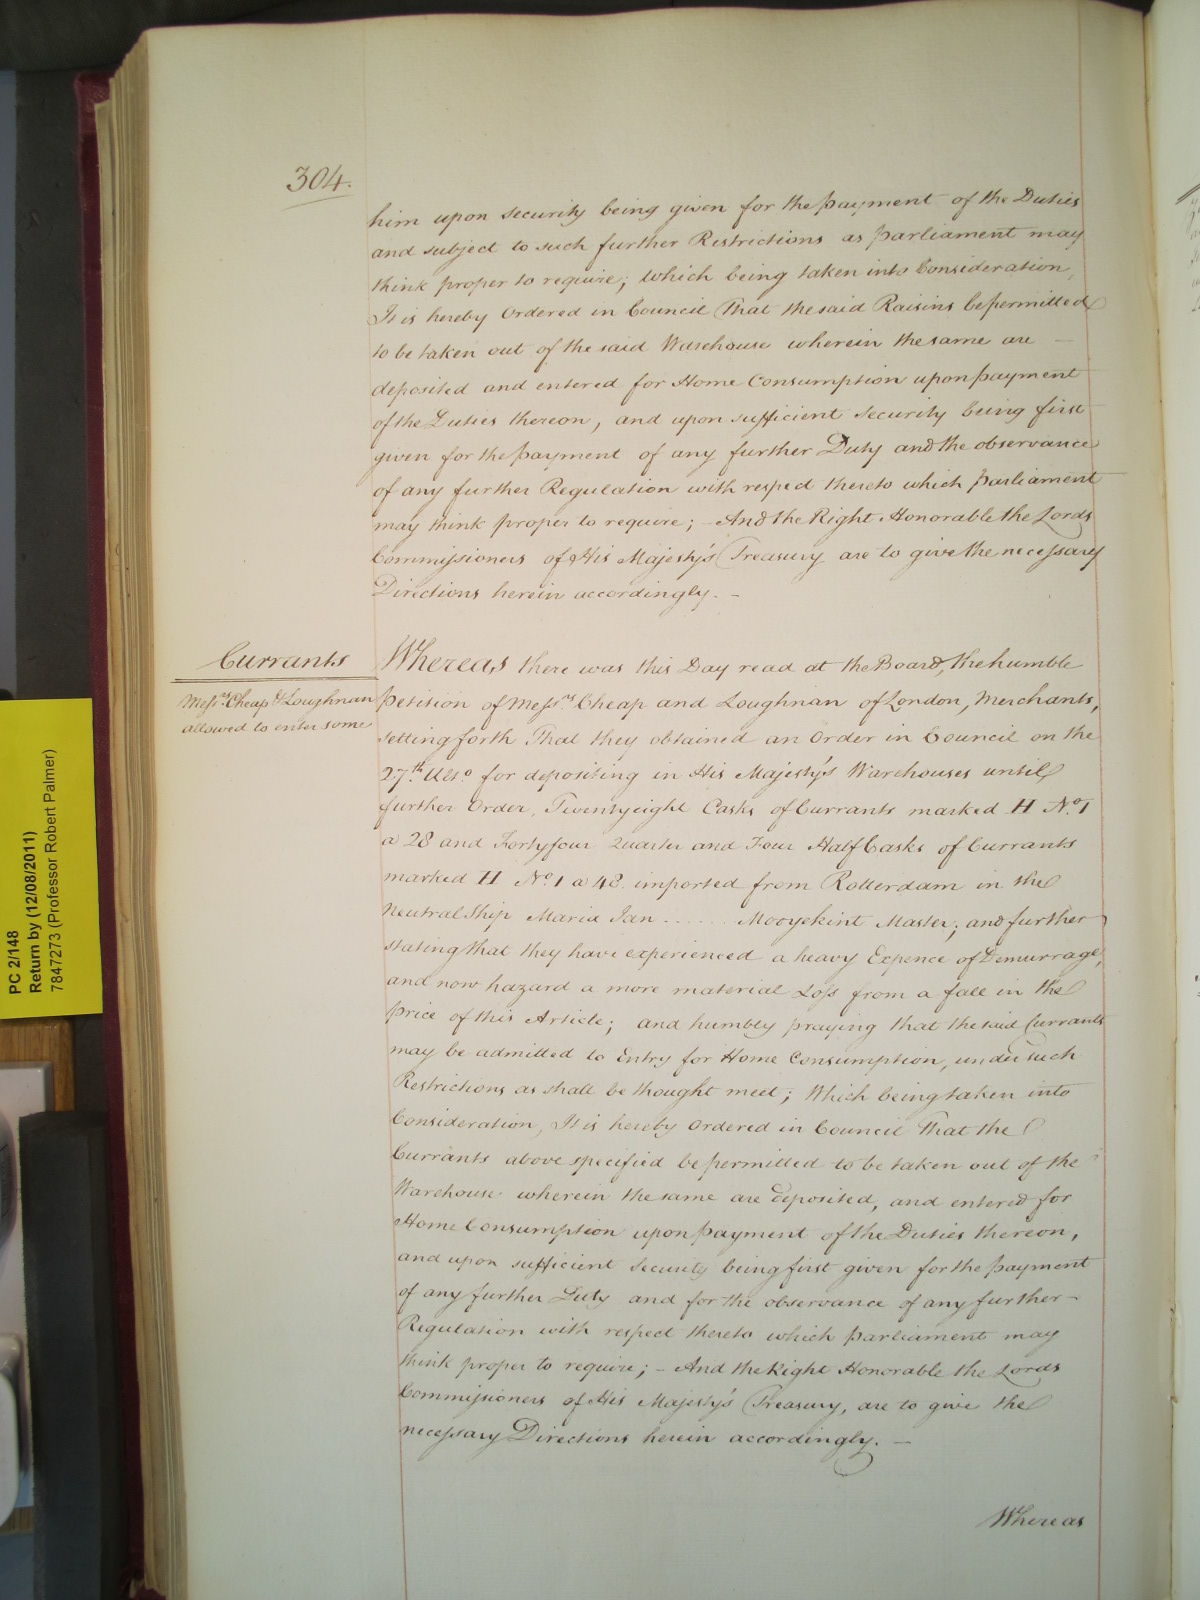 304.
him upon security being given for the payment of the Duties
and subject to such further Restrictions as Parliament may
think proper to require; which being taken into Consideration,
It is hereby Ordered in Council That the said Raisins be permitted
to be taken out of the said Warehouse wherein the same are —
deposited and entered for Home Consumption upon payment
of the Duties thereon, and upon sufficient Security being first
given for the payment of any further Duty and the observance
of any further Regulation with respect thereto which Parliament
may think proper to require; – And the Right Honorable the Lords
Commissioners of His Majesty's Treasury are to give the necessary
Directions herein accordingly. –
Currants
Mess.rs Cheap & Loughnan
allowed to enter some
Whereas there was this Day read at the Board, the humble
Petition of Mess.rs Cheap and Loughnan of London, Merchants,
setting forth That they obtained an Order in Council on the
27.th Ult.o for depositing in His Majesty's Warehouses until
further Order, Twentyeight Casks of Currants marked H N.o 1
a 28 and Fortyfour Quarter and Four Half Casks of Currants
marked H N.o 1 a 48. imported from Rotterdam in the
Neutral Ship Maria Jan ..... Mooyekint Master; and further
stating that they have experienced a heavy Expence of Demurrage,
and now hazard a more material Loss from a fall in the
price of this Article; and humbly praying that the said Currants
may be admitted to Entry for Home Consumption, under such
Restrictions as shall be thought meet; Which being taken into
Consideration, It is hereby Ordered in Council That the
Currants above specified be permitted to be taken out of the
Warehouse wherein the same are deposited, and entered for
Home Consumption upon payment of the Duties thereon,
and upon sufficient Security being first given for the payment
of any further Duty and for the observance of any further –
Regulation with respect thereto which Parliament may
think proper to require; – And the Right Honorable the Lords
Commissioners of His Majesty's Treasury, are to give the
necessary Directions herein accordingly. —
Whereas
PC 2/148
Return by (12/08/2011)
7847273 (Professor Robert Palmer)